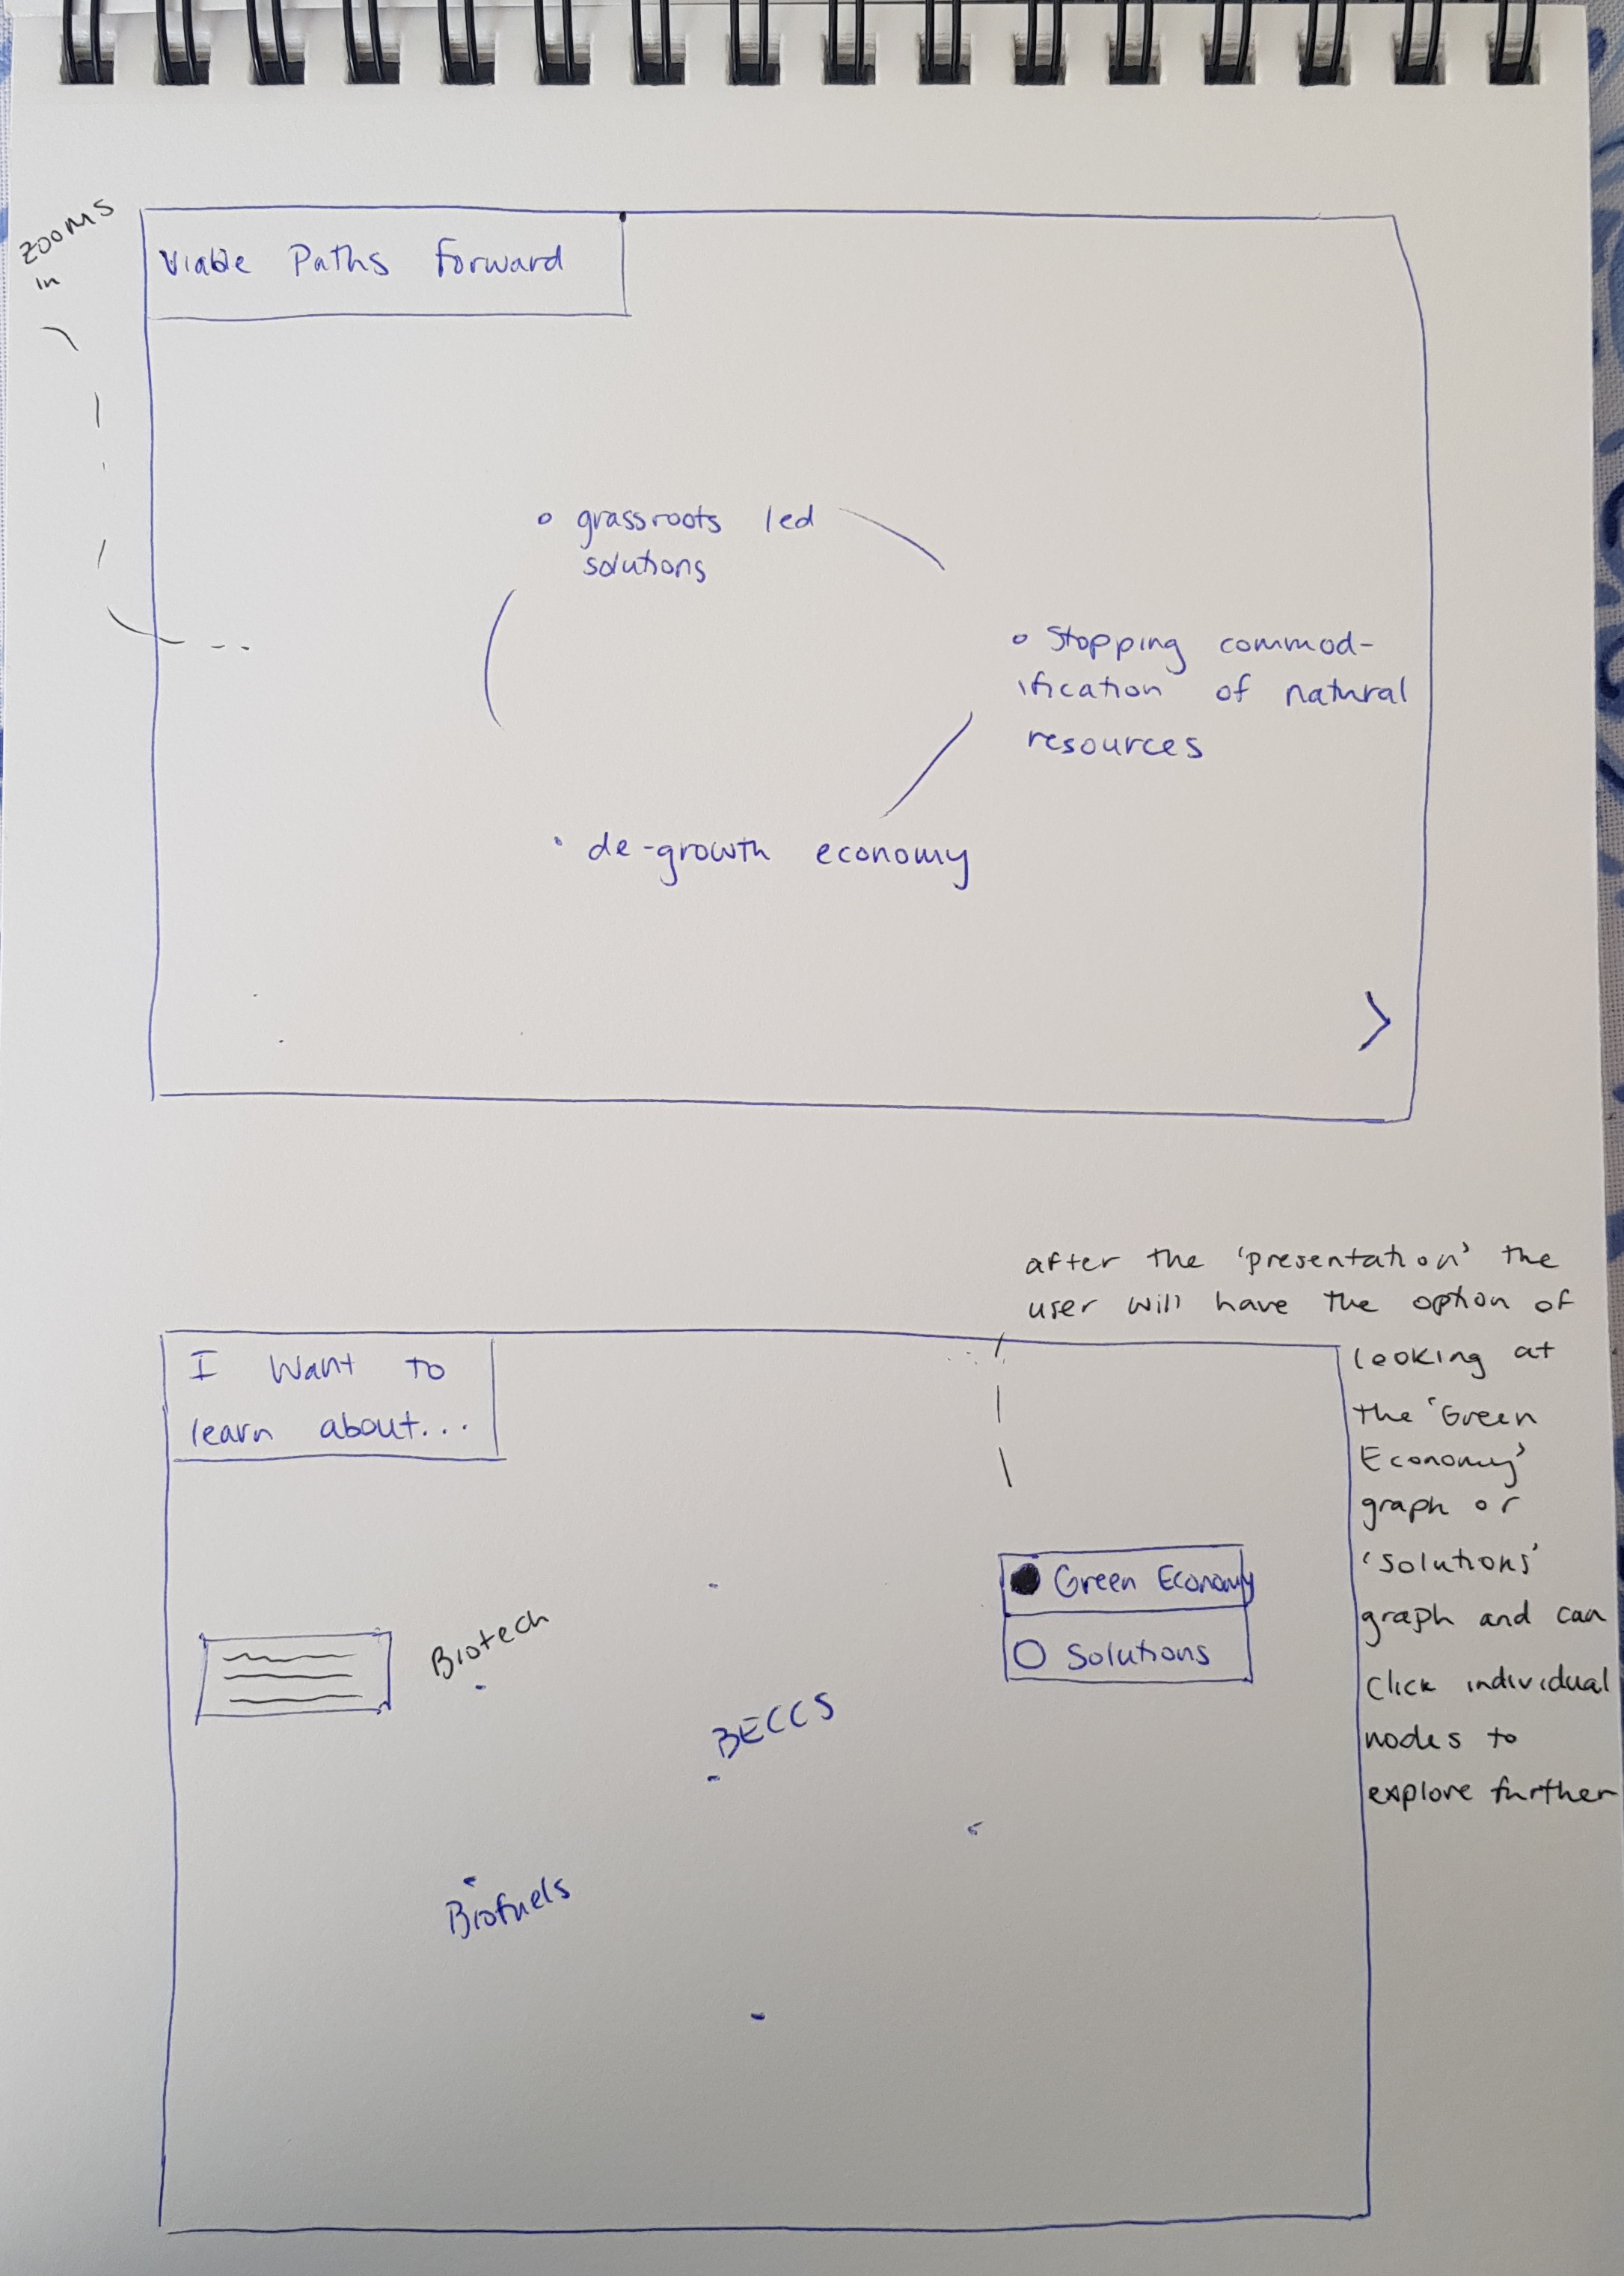 zooms
in
Viable Paths forward
grassroots led
solutions
Stopping commod-
ification of natural
resources
de-growth economy
after the 'presentation' the
user will have the option of
looking at
the 'Green
Economy'
graph or
'solutions'
graph and can
click individual
nodes to
explore further
I want to
learn about...
Green Economy
Solutions
Biotech
BECCS
Biofuels